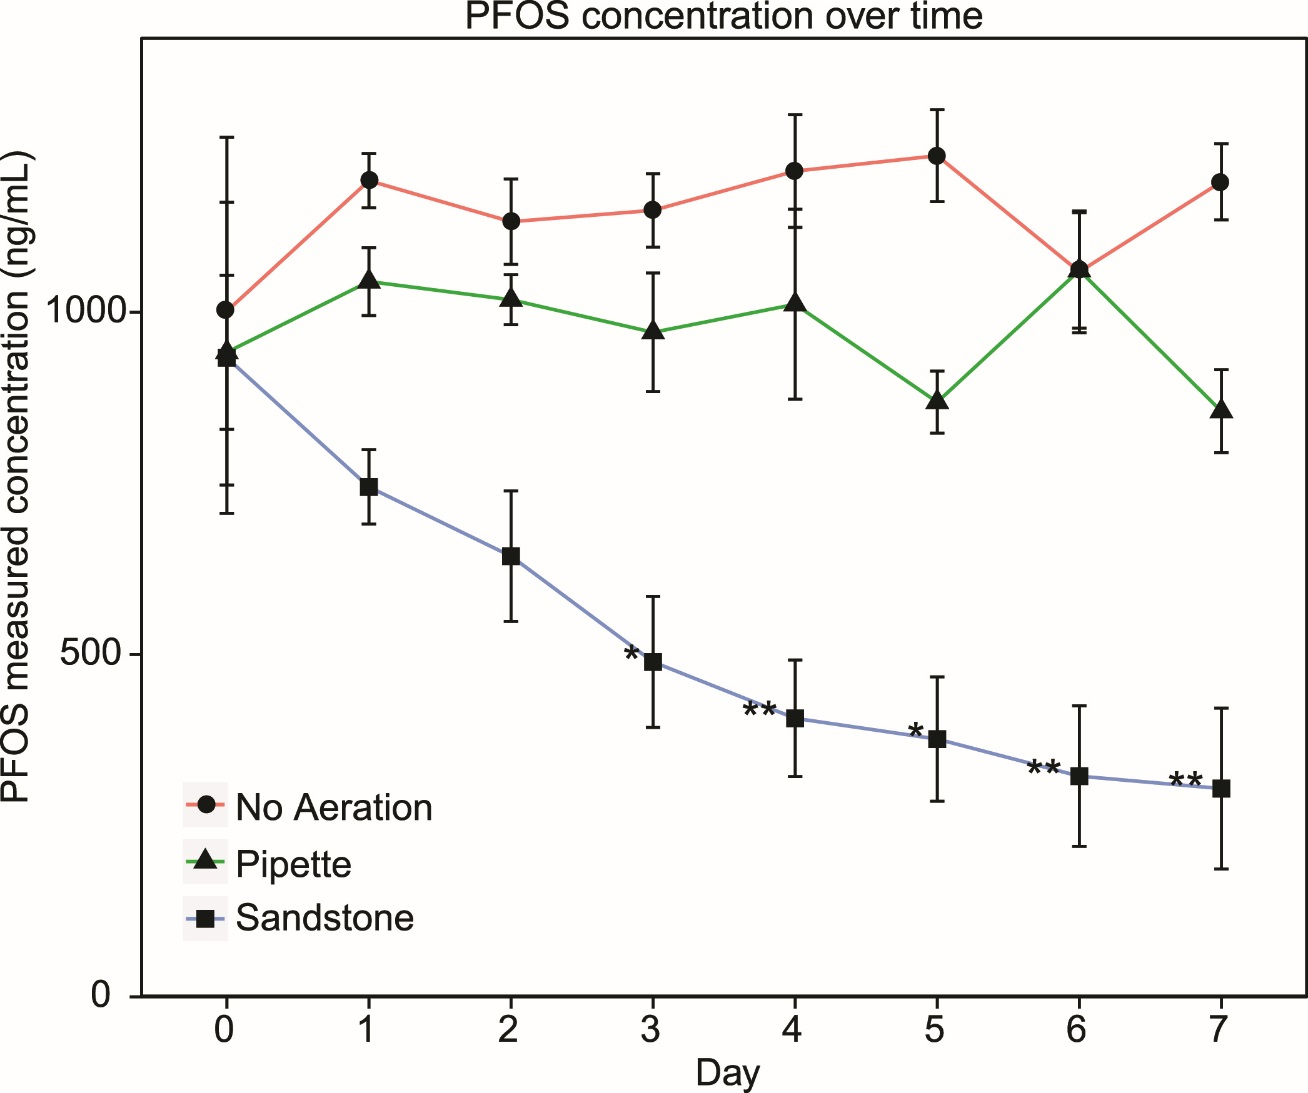 PFOS concentration over time
PFOS measured concentration (ng/mL)
1000
500
0
*
**
*
**
**
No Aeration
Pipette
Sandstone
0 1 2 3 4 5 6 7
Day